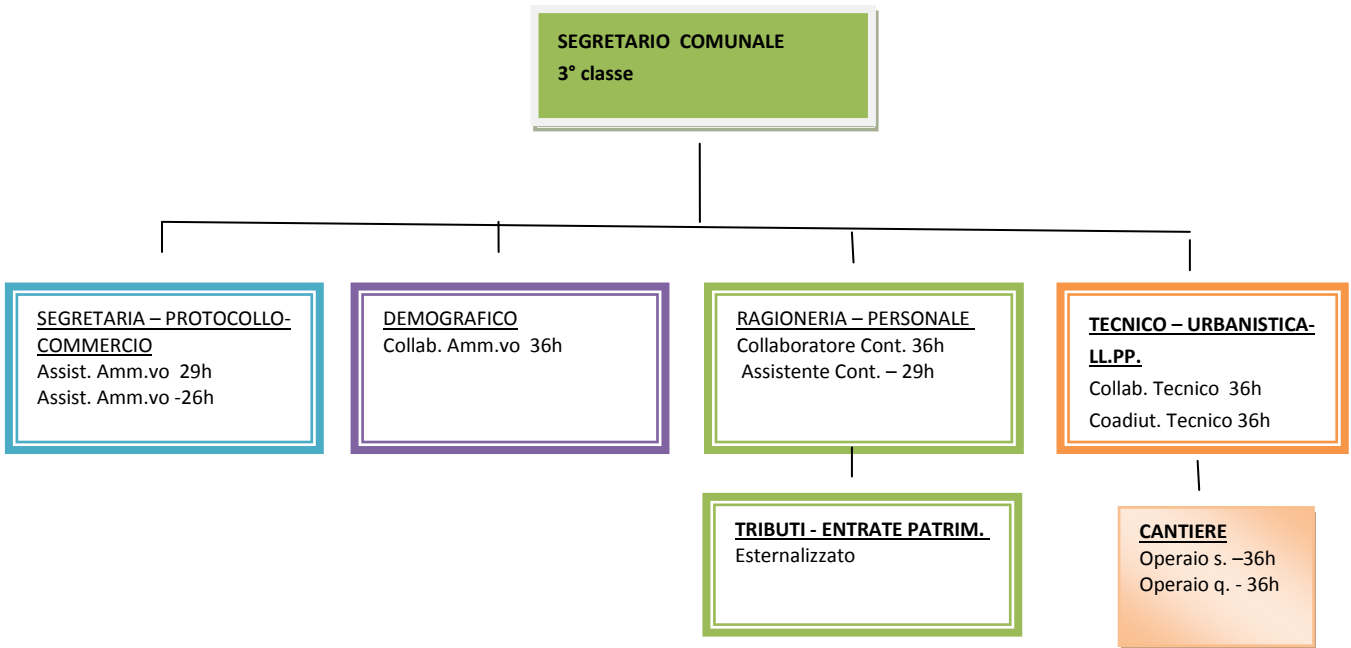 SEGRETARIO COMUNALE
3° classe
SEGRETARIA – PROTOCOLLO-
COMMERCIO
Assist. Amm.vo 29h
Assist. Amm.vo -26h
DEMOGRAFICO
Collab. Amm.vo 36h
RAGIONERIA – PERSONALE
Collaboratore Cont. 36h
Assistente Cont. – 29h
TECNICO – URBANISTICA-
LL.PP.
Collab. Tecnico 36h
Coadiut. Tecnico 36h
TRIBUTI - ENTRATE PATRIM.
Esternalizzato
CANTIERE
Operaio s. –36h
Operaio q. - 36h